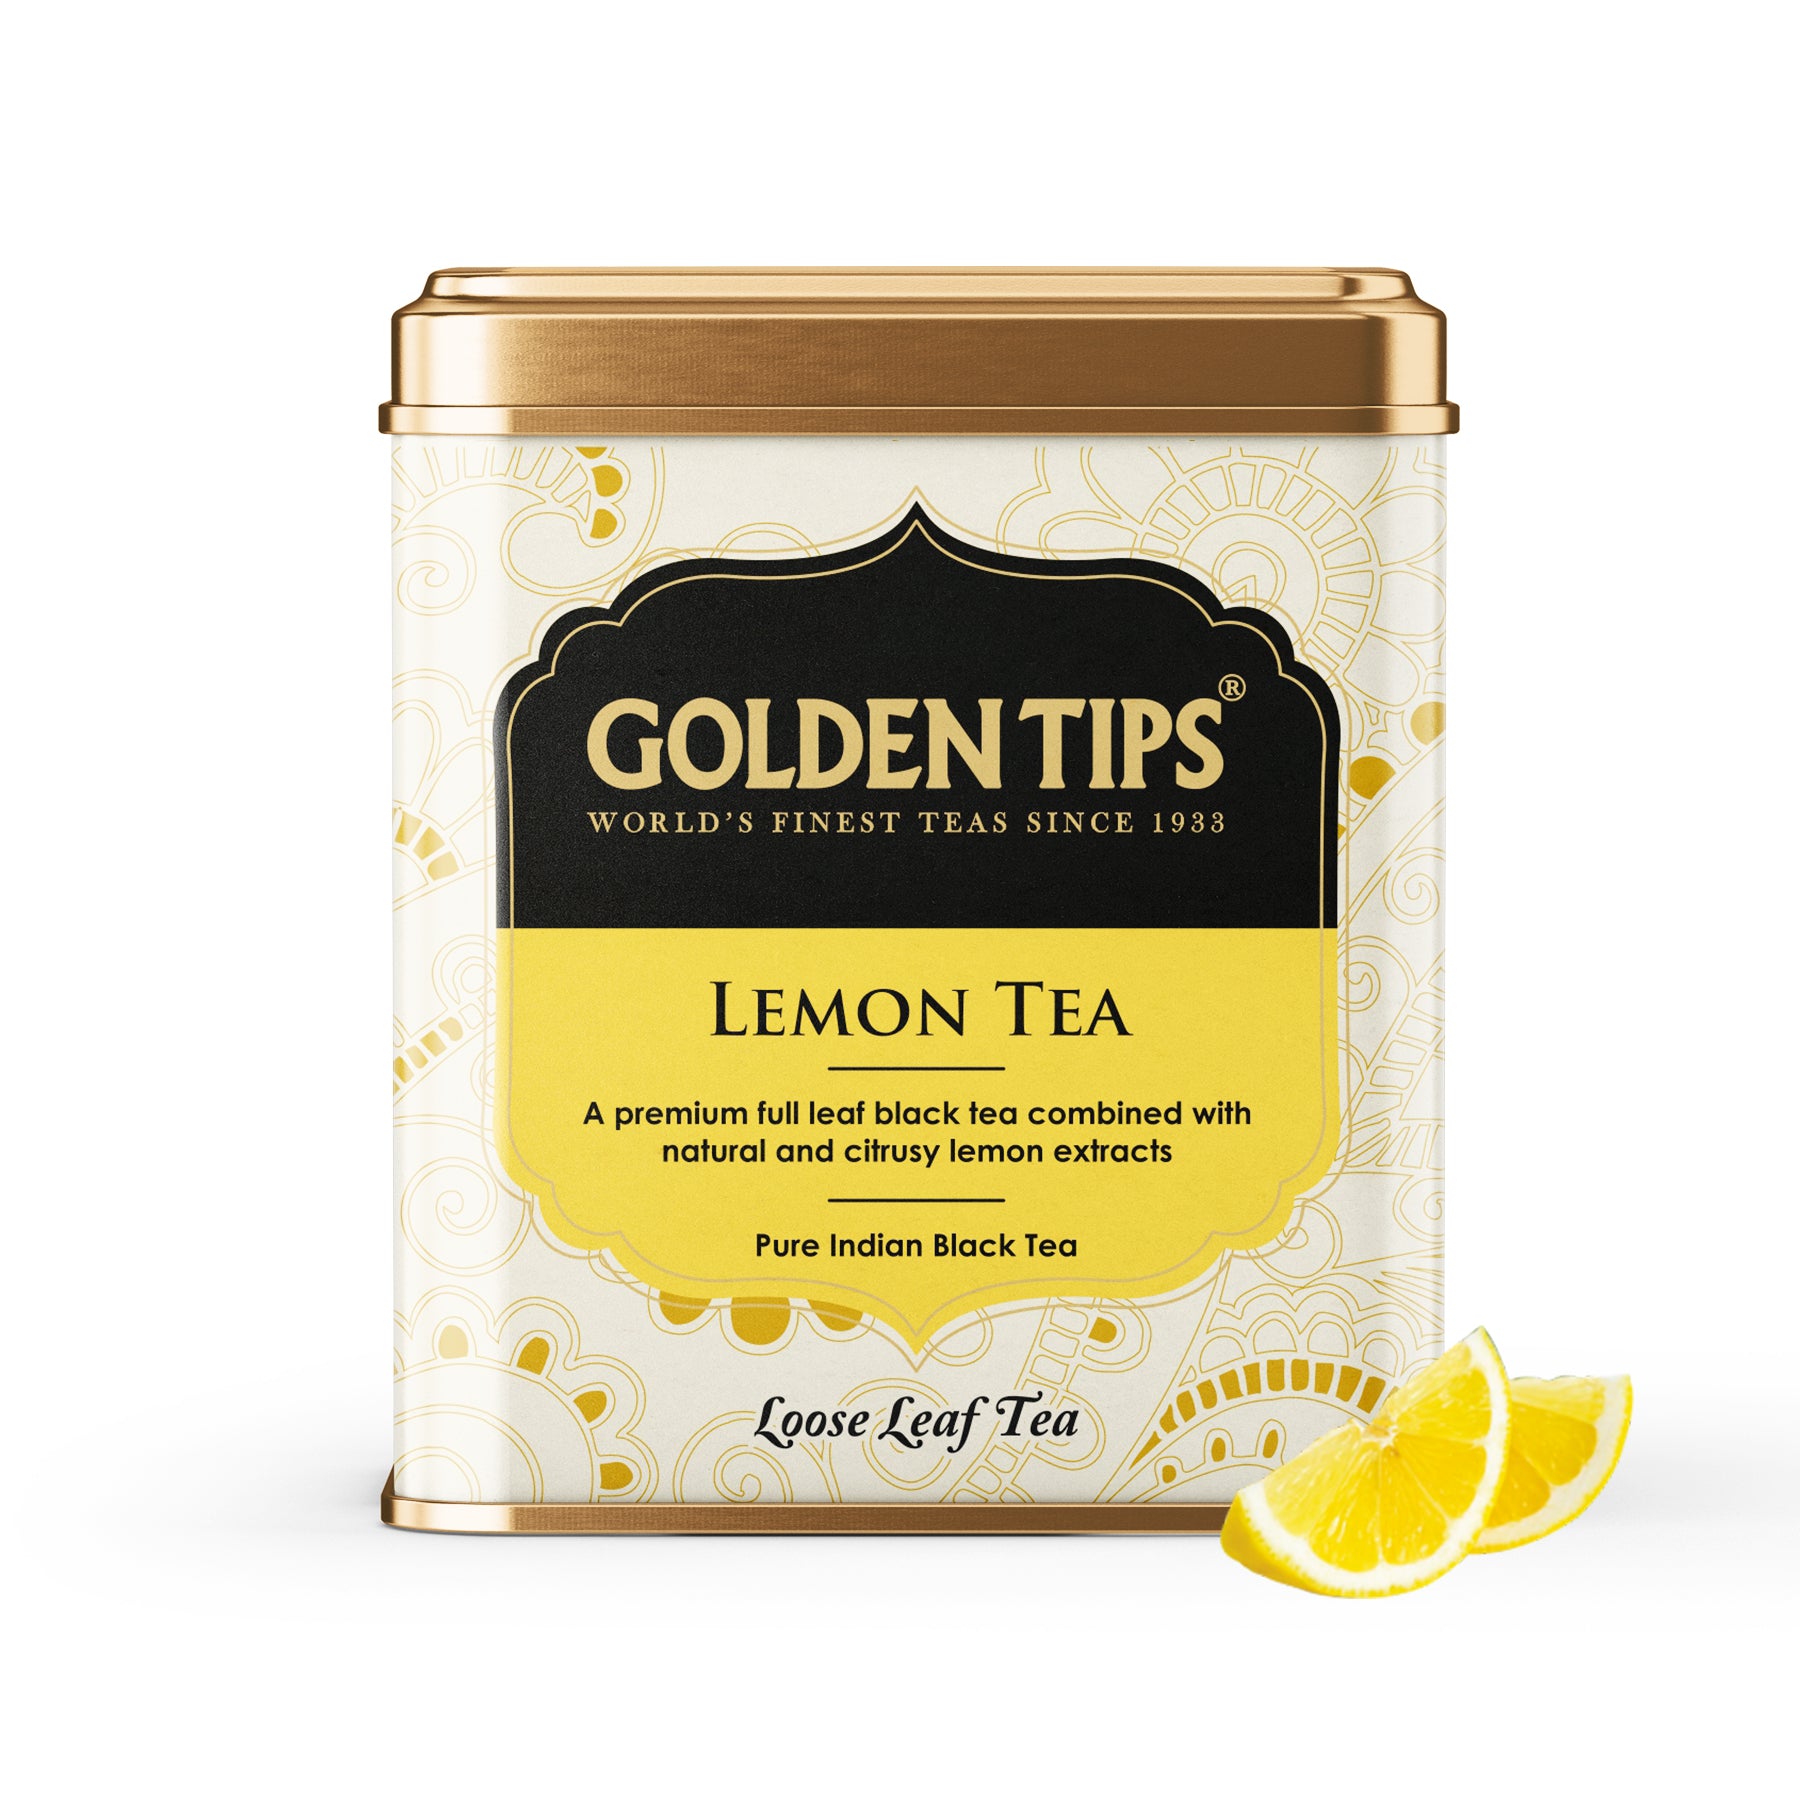 GOLDEN TIPS®
WORLD'S FINEST TEAS SINCE 1933
LEMON TEA
A premium full leaf black tea combined with
natural and citrusy lemon extracts
Pure Indian Black Tea
Loose Leaf Tea